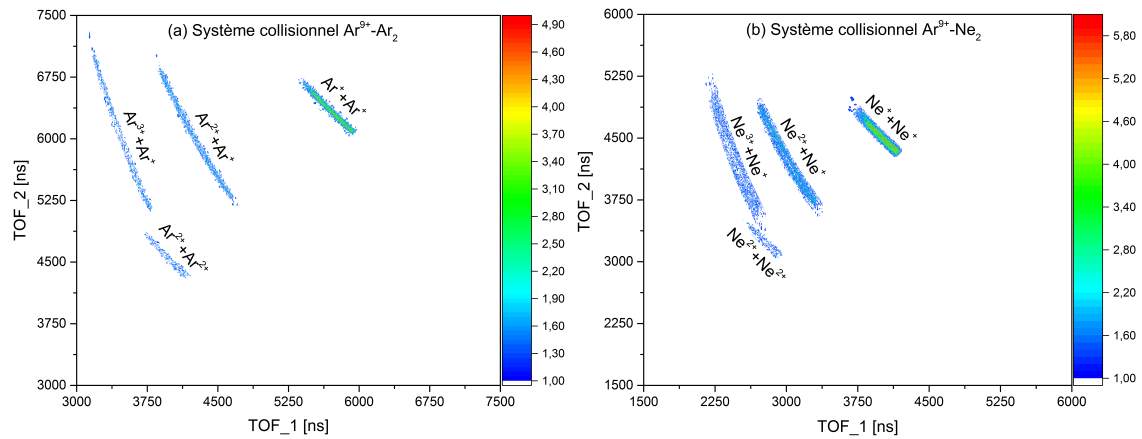 (a) Système collisionnel Ar⁹⁺-Ar₂
TOF_2 [ns]
7500
6750
6000
5250
4500
3750
3000
3000 3750 4500 5250 6000 6750 7500
TOF_1 [ns]
Ar³⁺+Ar⁺
Ar²⁺+Ar⁺
Ar⁺+Ar⁺
Ar²⁺+Ar²⁺
4,90
4,60
4,30
4,00
3,70
3,40
3,10
2,80
2,50
2,20
1,90
1,60
1,30
1,00
(b) Système collisionnel Ar⁹⁺-Ne₂
TOF_2 [ns]
6000
5250
4500
3750
3000
2250
1500
1500 2250 3000 3750 4500 5250 6000
TOF_1 [ns]
Ne³⁺+Ne⁺
Ne²⁺+Ne⁺
Ne⁺+Ne⁺
Ne²⁺+Ne²⁺
5,80
5,20
4,60
4,00
3,40
2,80
2,20
1,60
1,00